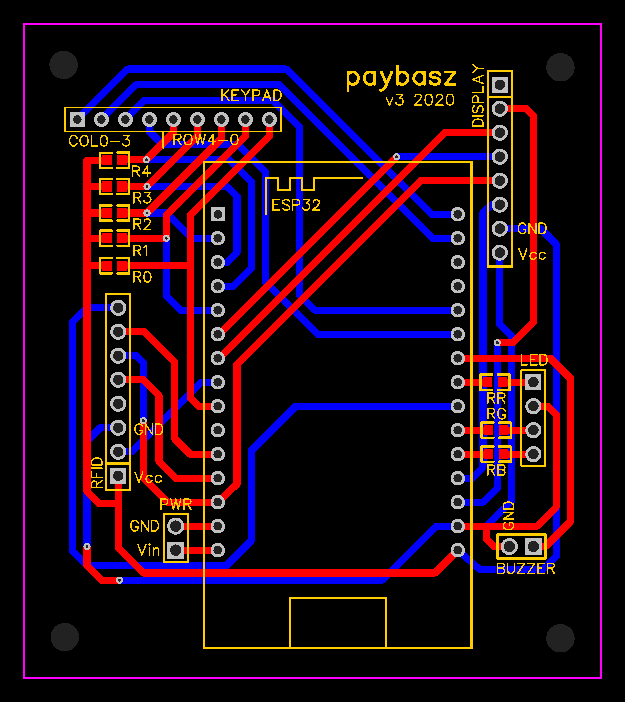 paybasz
v3 2020
DISPLAY
KEYPAD
COL0-3
ROW4-0
R4
R3
R2
R1
R0
ESP32
GND
Vcc
LED
RR
RG
RB
GND
RFID
Vcc
PWR
GND
Vin
GND
BUZZER